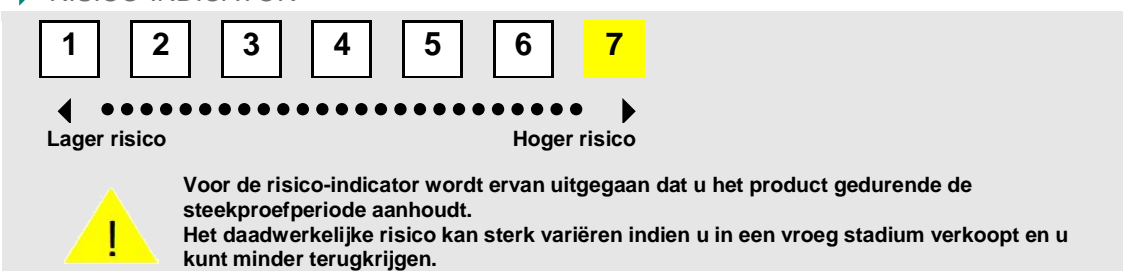 1 2 3 4 5 6 7
Lager risico Hoger risico
Voor de risico-indicator wordt ervan uitgegaan dat u het product gedurende de
steekproefperiode aanhoudt.
!
Het daadwerkelijke risico kan sterk variëren indien u in een vroeg stadium verkoopt en u
kunt minder terugkrijgen.